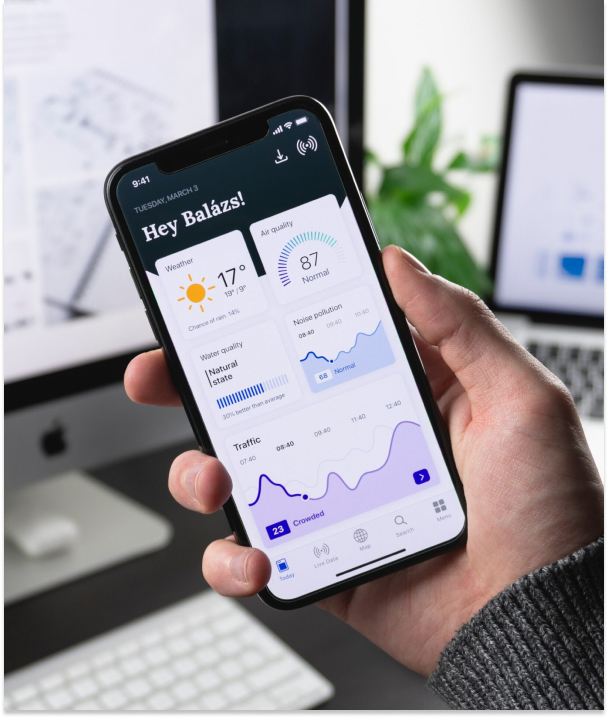 9:41
TUESDAY, MARCH 3
Hey Balázs!
Weather
17°
19° / 9°
Chance of rain: 14%
Air quality
87
Normal
Water quality
Natural
state
30% better than average
Noise pollution
08:40 09:40 10:40
68 Normal
Traffic
07:40 08:40 09:40 11:40 12:40
23 Crowded
Today Live Data Map Search Menu